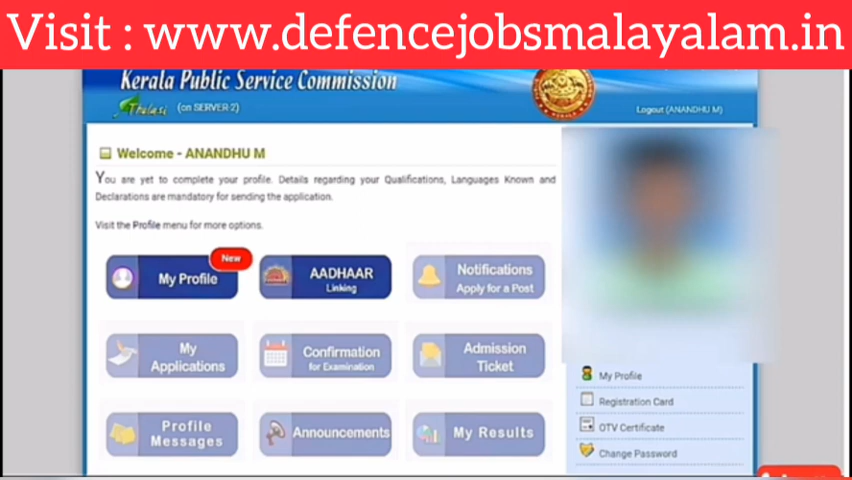 Visit : www.defencejobsmalayalam.in
Kerala Public Service Commission
Thulasi (on SERVER-2)
Logout (ANANDHU M)
Welcome - ANANDHU M
You are yet to complete your profile. Details regarding your Qualifications, Languages Known and
Declarations are mandatory for sending the application.
Visit the Profile menu for more options.
New
My Profile
AADHAAR
Linking
Notifications
Apply for a Post
My
Applications
Confirmation
for Examination
Admission
Ticket
Profile
Messages
Announcements
My Results
My Profile
Registration Card
OTV Certificate
Change Password